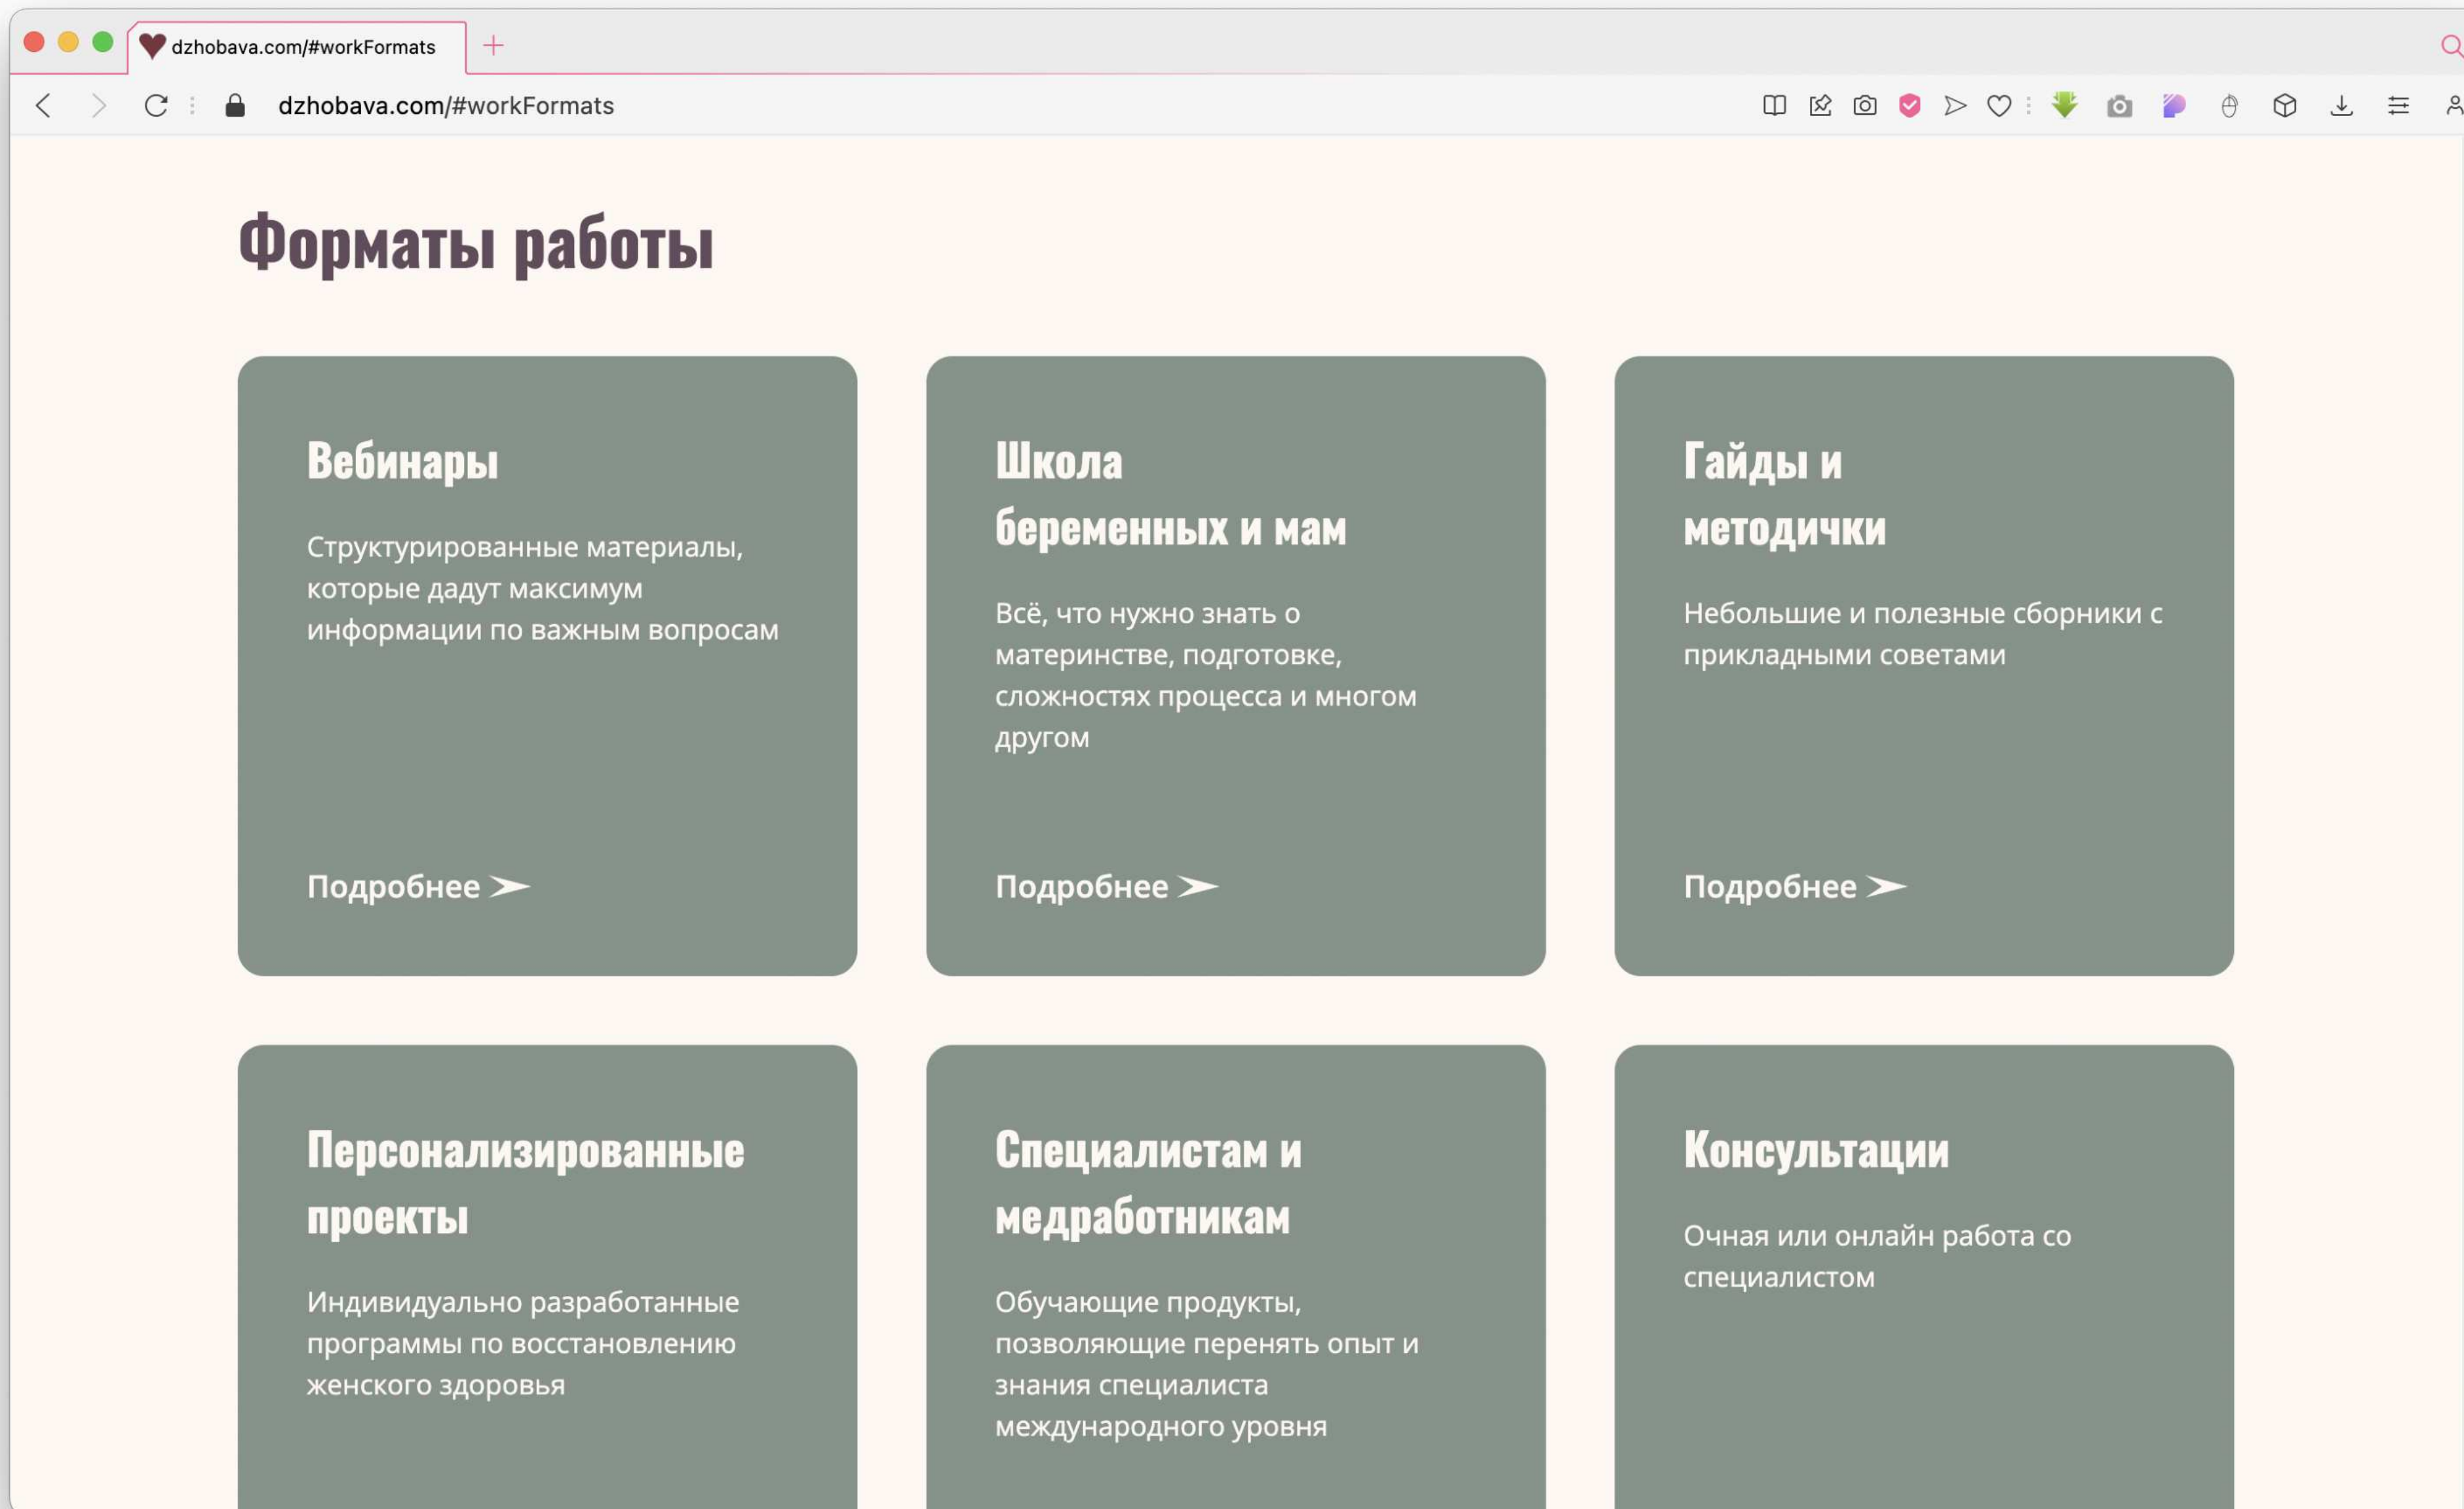 dzhobava.com/#workFormats
dzhobava.com/#workFormats
Форматы работы
Вебинары
Структурированные материалы,
которые дадут максимум
информации по важным вопросам
Подробнее
Школа
беременных и мам
Всё, что нужно знать о
материнстве, подготовке,
сложностях процесса и многом
другом
Подробнее
Гайды и
методички
Небольшие и полезные сборники с
прикладными советами
Подробнее
Персонализированные
проекты
Индивидуально разработанные
программы по восстановлению
женского здоровья
Специалистам и
медработникам
Обучающие продукты,
позволяющие перенять опыт и
знания специалиста
международного уровня
Консультации
Очная или онлайн работа со
специалистом